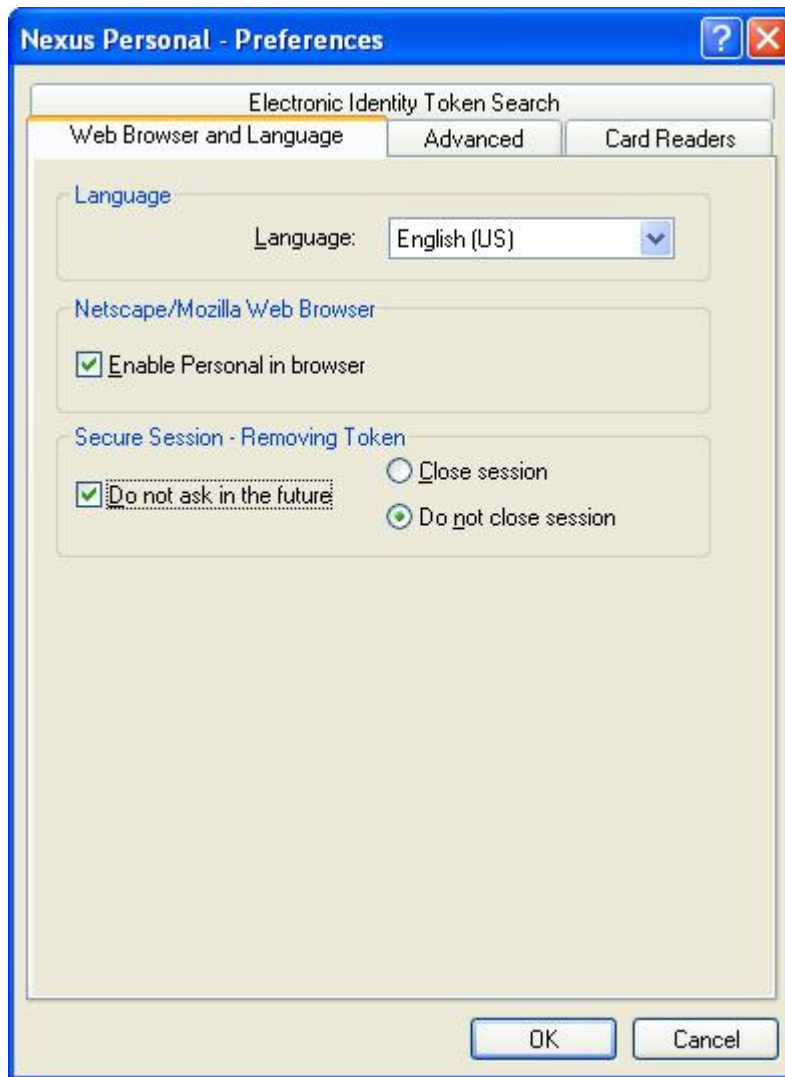 Nexus Personal - Preferences
Electronic Identity Token Search
Web Browser and Language Advanced Card Readers
Language
Language: English (US)
Netscape/Mozilla Web Browser
Enable Personal in browser
Secure Session - Removing Token
Close session
Do not ask in the future
Do not close session
OK Cancel